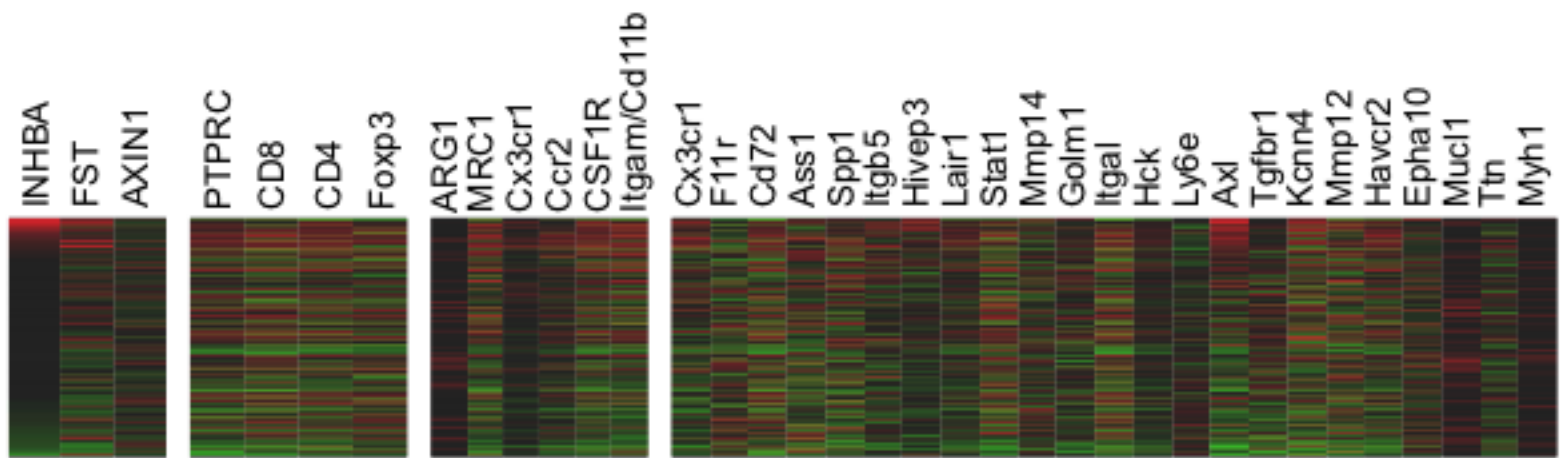 INHBA
FST
AXIN1
PTPRC
CD8
CD4
Foxp3
ARG1
MRC1
Cx3cr1
Ccr2
CSF1R
Itgam/Cd11b
Cx3cr1
F11r
Cd72
Ass1
Spp1
Itgb5
Hivep3
Lair1
Stat1
Mmp14
Golm1
Itgal
Hck
Ly6e
Axl
Tgfbr1
Kcnn4
Mmp12
Havcr2
Epha10
Mucl1
Ttn
Myh1